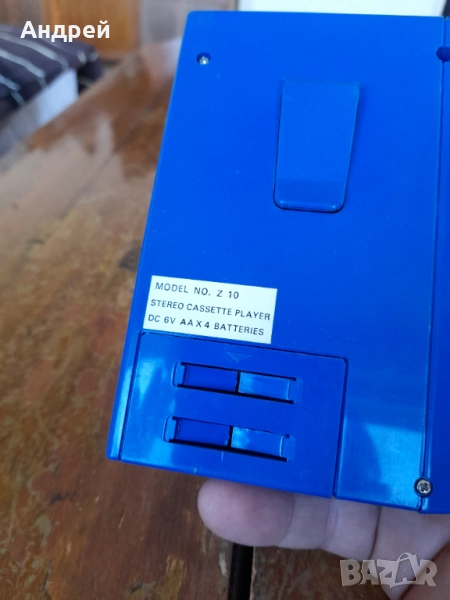 Андрей
MODEL NO. Z 10
STEREO CASSETTE PLAYER
DC 6V AA X 4 BATTERIES
BAZAR